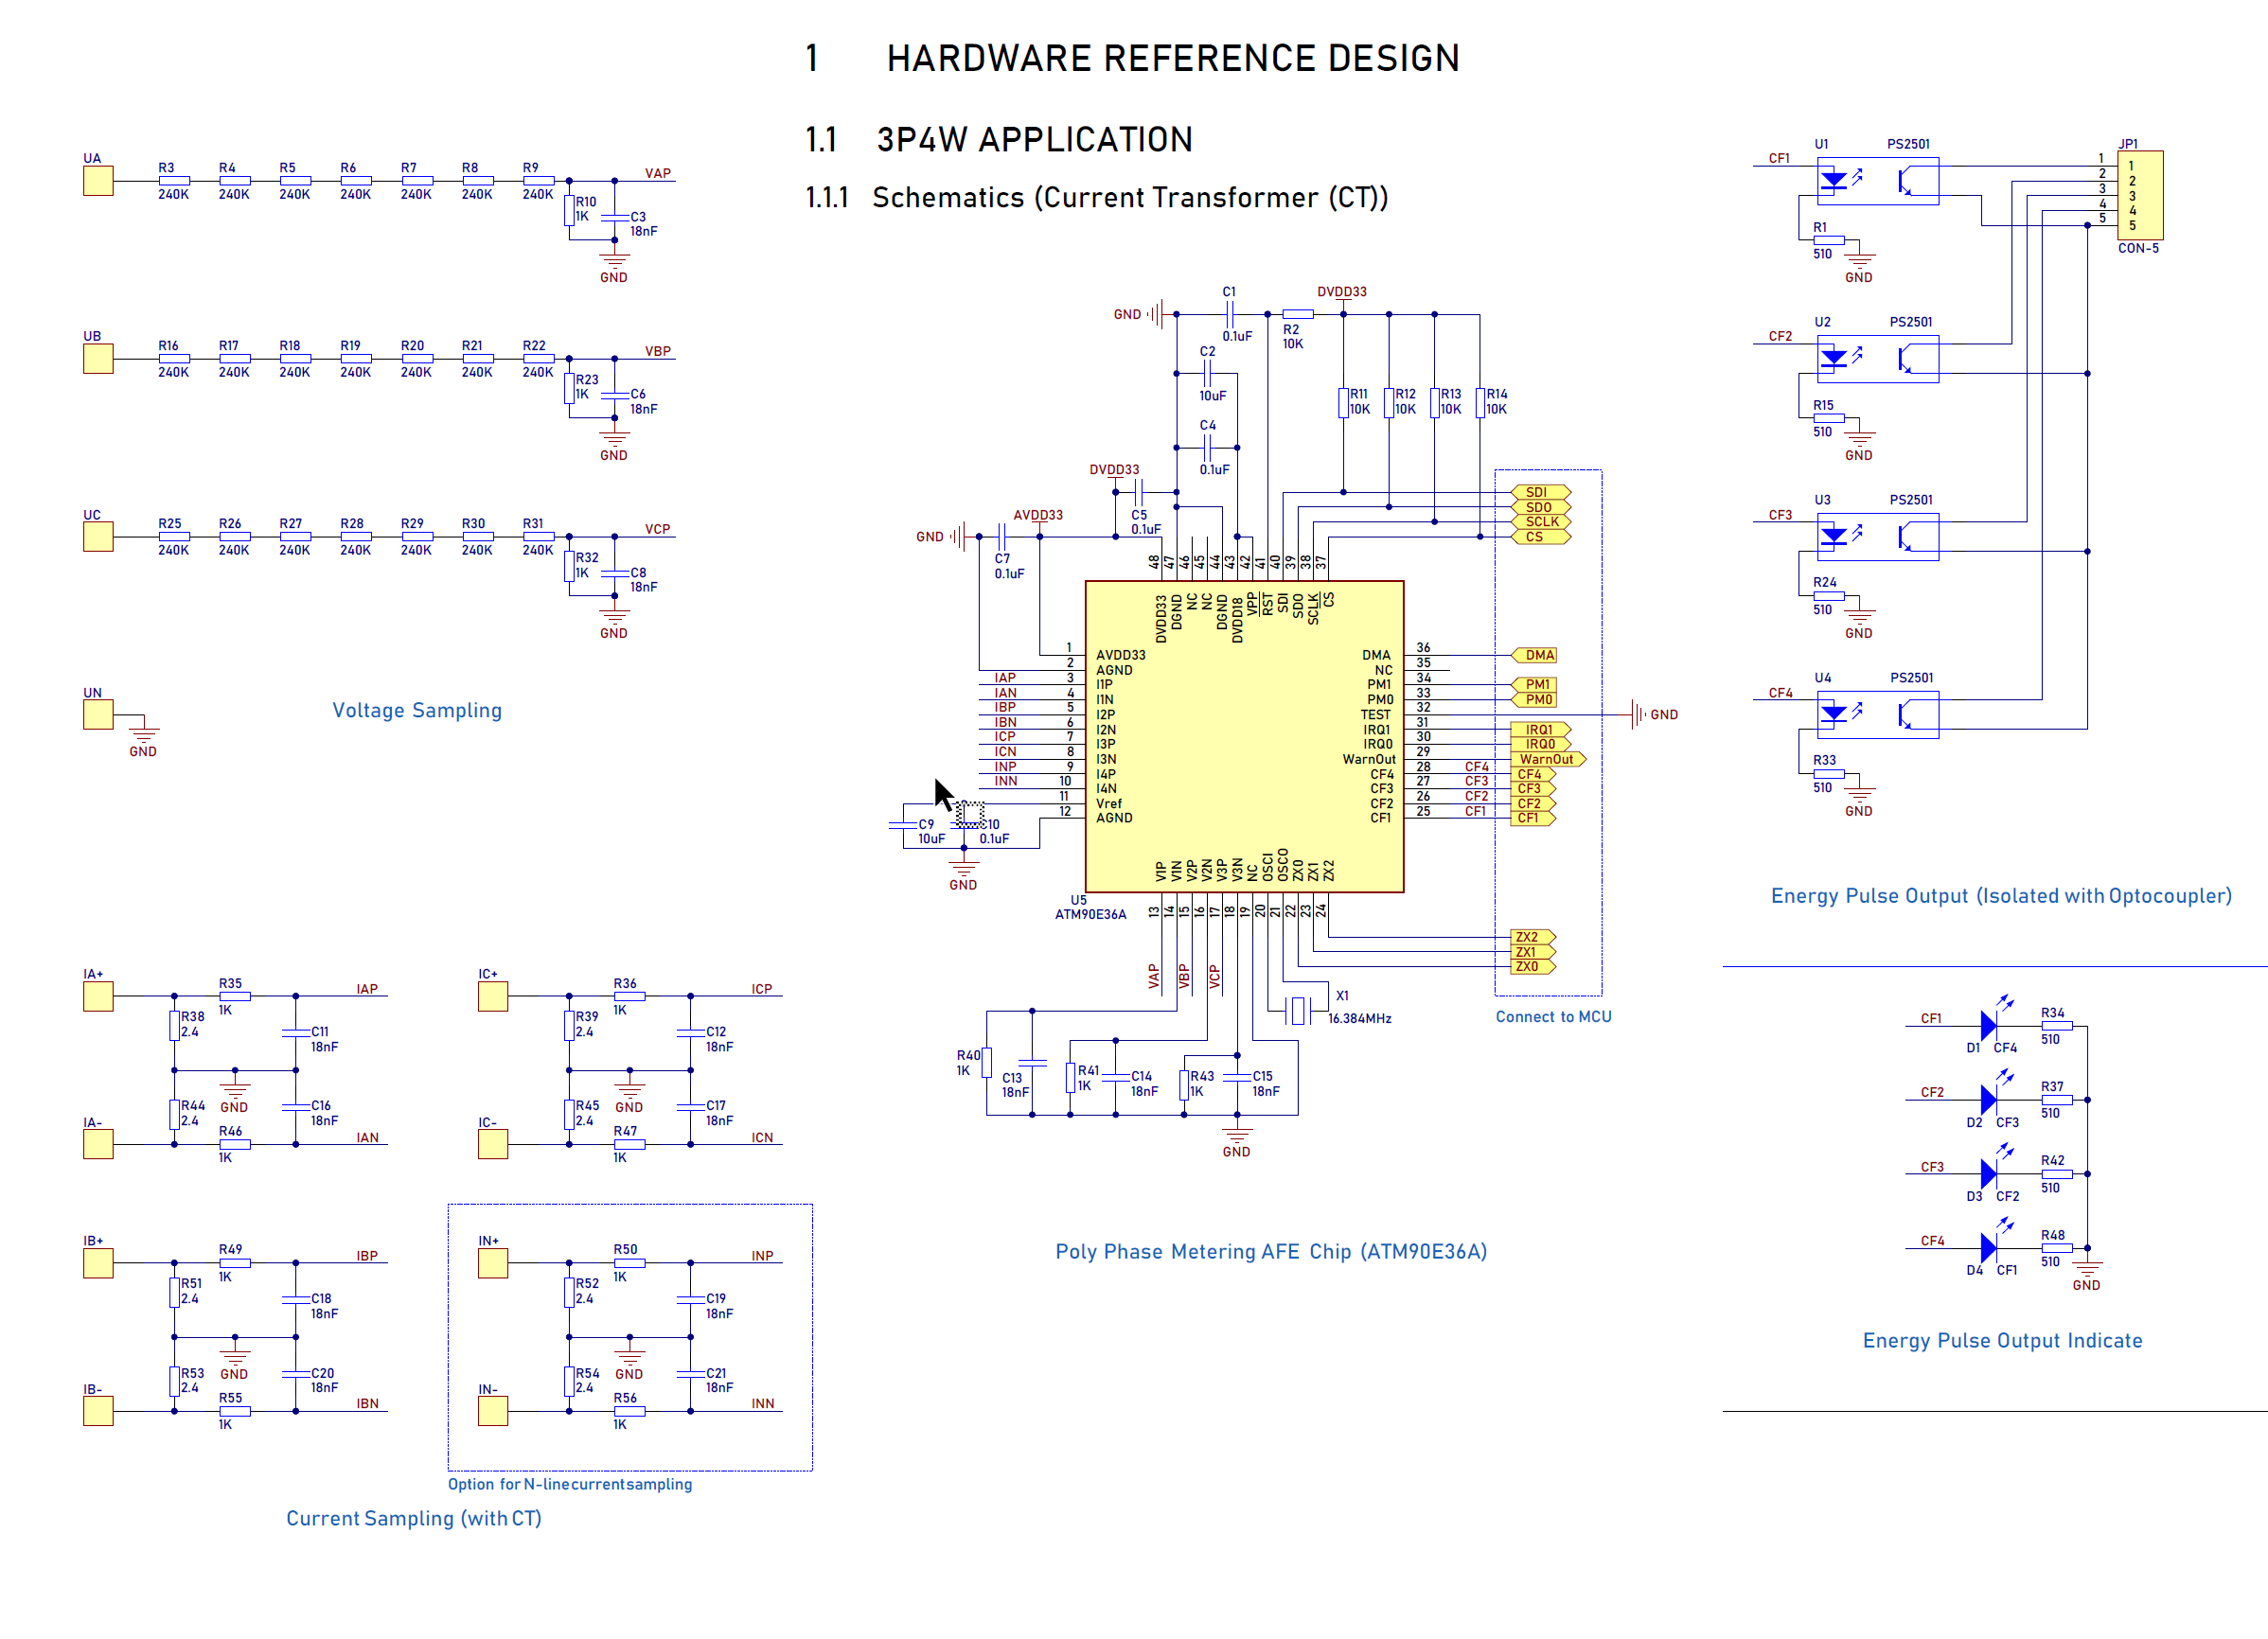 1 HARDWARE REFERENCE DESIGN
1.1 3P4W APPLICATION
1.1.1 Schematics (Current Transformer (CT))
UA
R3 R4 R5 R6 R7 R8 R9
240K 240K 240K 240K 240K 240K 240K
VAP
R10
1K
C3
18nF
GND
UB
R16 R17 R18 R19 R20 R21 R22
240K 240K 240K 240K 240K 240K 240K
VBP
R23
1K
C6
18nF
GND
UC
R25 R26 R27 R28 R29 R30 R31
240K 240K 240K 240K 240K 240K 240K
VCP
R32
1K
C8
18nF
GND
UN
GND
Voltage Sampling
IA+
R35
1K
IAP
R38
2.4
C11
18nF
GND
R44
2.4
C16
18nF
IA-
R46
1K
IAN
IC+
R36
1K
ICP
R39
2.4
C12
18nF
GND
R45
2.4
C17
18nF
IC-
R47
1K
ICN
IB+
R49
1K
IBP
R51
2.4
C18
18nF
GND
R53
2.4
C20
18nF
IB-
R55
1K
IBN
IN+
R50
1K
INP
R52
2.4
C19
18nF
GND
R54
2.4
C21
18nF
IN-
R56
1K
INN
Option for N-line current sampling
Current Sampling (with CT)
GND
C1
0.1uF
R2
10K
DVDD33
C2
10uF
C4
0.1uF
R11
10K
R12
10K
R13
10K
R14
10K
DVDD33
C5
0.1uF
AVDD33
GND
C7
0.1uF
SDI
SDO
SCLK
CS
48 47 46 45 44 43 42 41 40 39 38 37
DVDD33 DGND NC NC DGND DVDD18 VPP RST SDI SDO SCLK CS
1 AVDD33
2 AGND
IAP 3 I1P
IAN 4 I1N
IBP 5 I2P
IBN 6 I2N
ICP 7 I3P
ICN 8 I3N
INP 9 I4P
INN 10 I4N
11 Vref
12 AGND
C9
10uF
C10
0.1uF
GND
DMA 36 DMA
NC 35
PM1 34 PM1
PM0 33 PM0
TEST 32 GND
IRQ1 31 IRQ1
IRQ0 30 IRQ0
WarnOut 29 WarnOut
CF4 28 CF4 CF4
CF3 27 CF3 CF3
CF2 26 CF2 CF2
CF1 25 CF1 CF1
V1P V1N V2P V2N V3P V3N NC OSCI OSCO ZX0 ZX1 ZX2
13 14 15 16 17 18 19 20 21 22 23 24
U5
ATM90E36A
ZX2
ZX1
ZX0
VAP VBP VCP
X1
16.384MHz
Connect to MCU
R40
1K
C13
18nF
R41
1K
C14
18nF
R43
1K
C15
18nF
GND
Poly Phase Metering AFE Chip (ATM90E36A)
U1 PS2501
CF1
R1
510
GND
JP1
1 1
2 2
3 3
4 4
5 5
CON-5
U2 PS2501
CF2
R15
510
GND
U3 PS2501
CF3
R24
510
GND
U4 PS2501
CF4
R33
510
GND
Energy Pulse Output (Isolated with Optocoupler)
CF1
D1 CF4
R34
510
CF2
D2 CF3
R37
510
CF3
D3 CF2
R42
510
CF4
D4 CF1
R48
510
GND
Energy Pulse Output Indicate